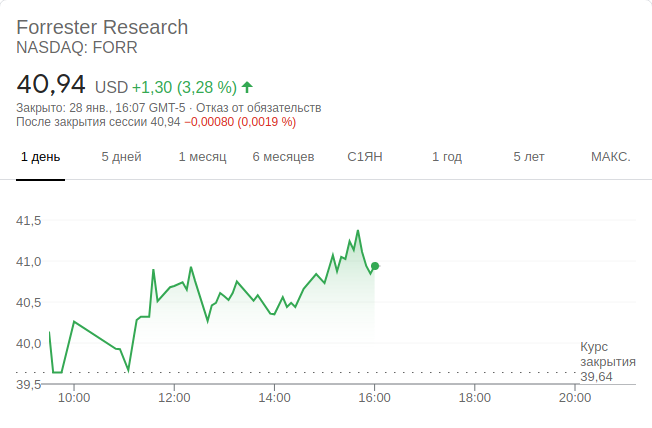 Forrester Research
NASDAQ: FORR
40,94 USD +1,30 (3,28 %)
Закрыто: 28 янв., 16:07 GMT-5 · Отказ от обязательств
После закрытия сессии 40,94 −0,00080 (0,0019 %)
1 день 5 дней 1 месяц 6 месяцев С1ЯН 1 год 5 лет МАКС.
41,5
41,0
40,5
40,0
Курс
закрытия
39,64
39,5
10:00 12:00 14:00 16:00 18:00 20:00